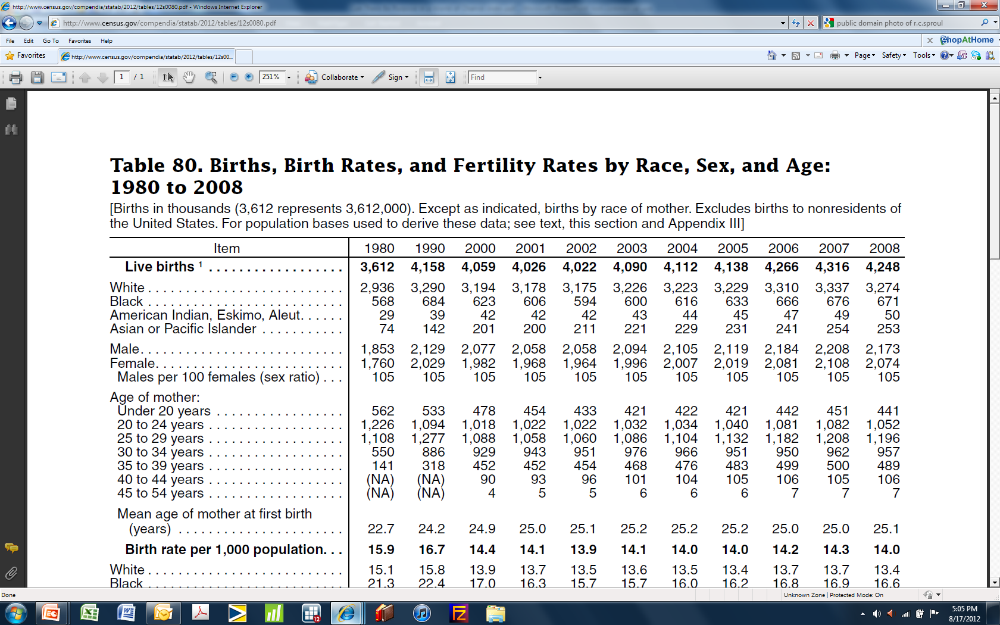 http://www.census.gov/compendia/statab/2012/tables/12s0080.pdf - Windows Internet Explorer
http://www.census.gov/compendia/statab/2012/tables/12s0080.pdf public domain photo of r.c.sproul
File Edit Go To Favorites Help x ShopAtHome
Favorites http://www.census.gov/compendia/statab/2012/tables/12s00... Page Safety Tools
1 / 1 251% Collaborate Sign Find
Table 80. Births, Birth Rates, and Fertility Rates by Race, Sex, and Age:
1980 to 2008
[Births in thousands (3,612 represents 3,612,000). Except as indicated, births by race of mother. Excludes births to nonresidents of
the United States. For population bases used to derive these data; see text, this section and Appendix III]
Item 1980 1990 2000 2001 2002 2003 2004 2005 2006 2007 2008
Live births 1 . . . . . . . . . . . . . . . . . . 3,612 4,158 4,059 4,026 4,022 4,090 4,112 4,138 4,266 4,316 4,248
White . . . . . . . . . . . . . . . . . . . . . . . . . . 2,936 3,290 3,194 3,178 3,175 3,226 3,223 3,229 3,310 3,337 3,274
Black . . . . . . . . . . . . . . . . . . . . . . . . . . 568 684 623 606 594 600 616 633 666 676 671
American Indian, Eskimo, Aleut. . . . . . 29 39 42 42 42 43 44 45 47 49 50
Asian or Pacific Islander . . . . . . . . . . . 74 142 201 200 211 221 229 231 241 254 253
Male. . . . . . . . . . . . . . . . . . . . . . . . . . . 1,853 2,129 2,077 2,058 2,058 2,094 2,105 2,119 2,184 2,208 2,173
Female. . . . . . . . . . . . . . . . . . . . . . . . . 1,760 2,029 1,982 1,968 1,964 1,996 2,007 2,019 2,081 2,108 2,074
Males per 100 females (sex ratio) . . . 105 105 105 105 105 105 105 105 105 105 105
Age of mother:
Under 20 years . . . . . . . . . . . . . . . . . 562 533 478 454 433 421 422 421 442 451 441
20 to 24 years . . . . . . . . . . . . . . . . . . 1,226 1,094 1,018 1,022 1,022 1,032 1,034 1,040 1,081 1,082 1,052
25 to 29 years . . . . . . . . . . . . . . . . . . 1,108 1,277 1,088 1,058 1,060 1,086 1,104 1,132 1,182 1,208 1,196
30 to 34 years . . . . . . . . . . . . . . . . . . 550 886 929 943 951 976 966 951 950 962 957
35 to 39 years . . . . . . . . . . . . . . . . . . 141 318 452 452 454 468 476 483 499 500 489
40 to 44 years . . . . . . . . . . . . . . . . . . (NA) (NA) 90 93 96 101 104 105 106 105 106
45 to 54 years . . . . . . . . . . . . . . . . . . (NA) (NA) 4 5 5 6 6 6 7 7 7
Mean age of mother at first birth
(years) . . . . . . . . . . . . . . . . . . . . . . 22.7 24.2 24.9 25.0 25.1 25.2 25.2 25.2 25.0 25.0 25.1
Birth rate per 1,000 population. . . 15.9 16.7 14.4 14.1 13.9 14.1 14.0 14.0 14.2 14.3 14.0
White . . . . . . . . . . . . . . . . . . . . . . . . . . 15.1 15.8 13.9 13.7 13.5 13.6 13.5 13.4 13.7 13.7 13.4
Black . . . . . . . . . . . . . . . . . . . . . . . . . . 21.3 22.4 17.0 16.3 15.7 15.7 16.0 16.2 16.8 16.9 16.6
Done Unknown Zone | Protected Mode: On
12 FZ 5:05 PM
8/17/2012